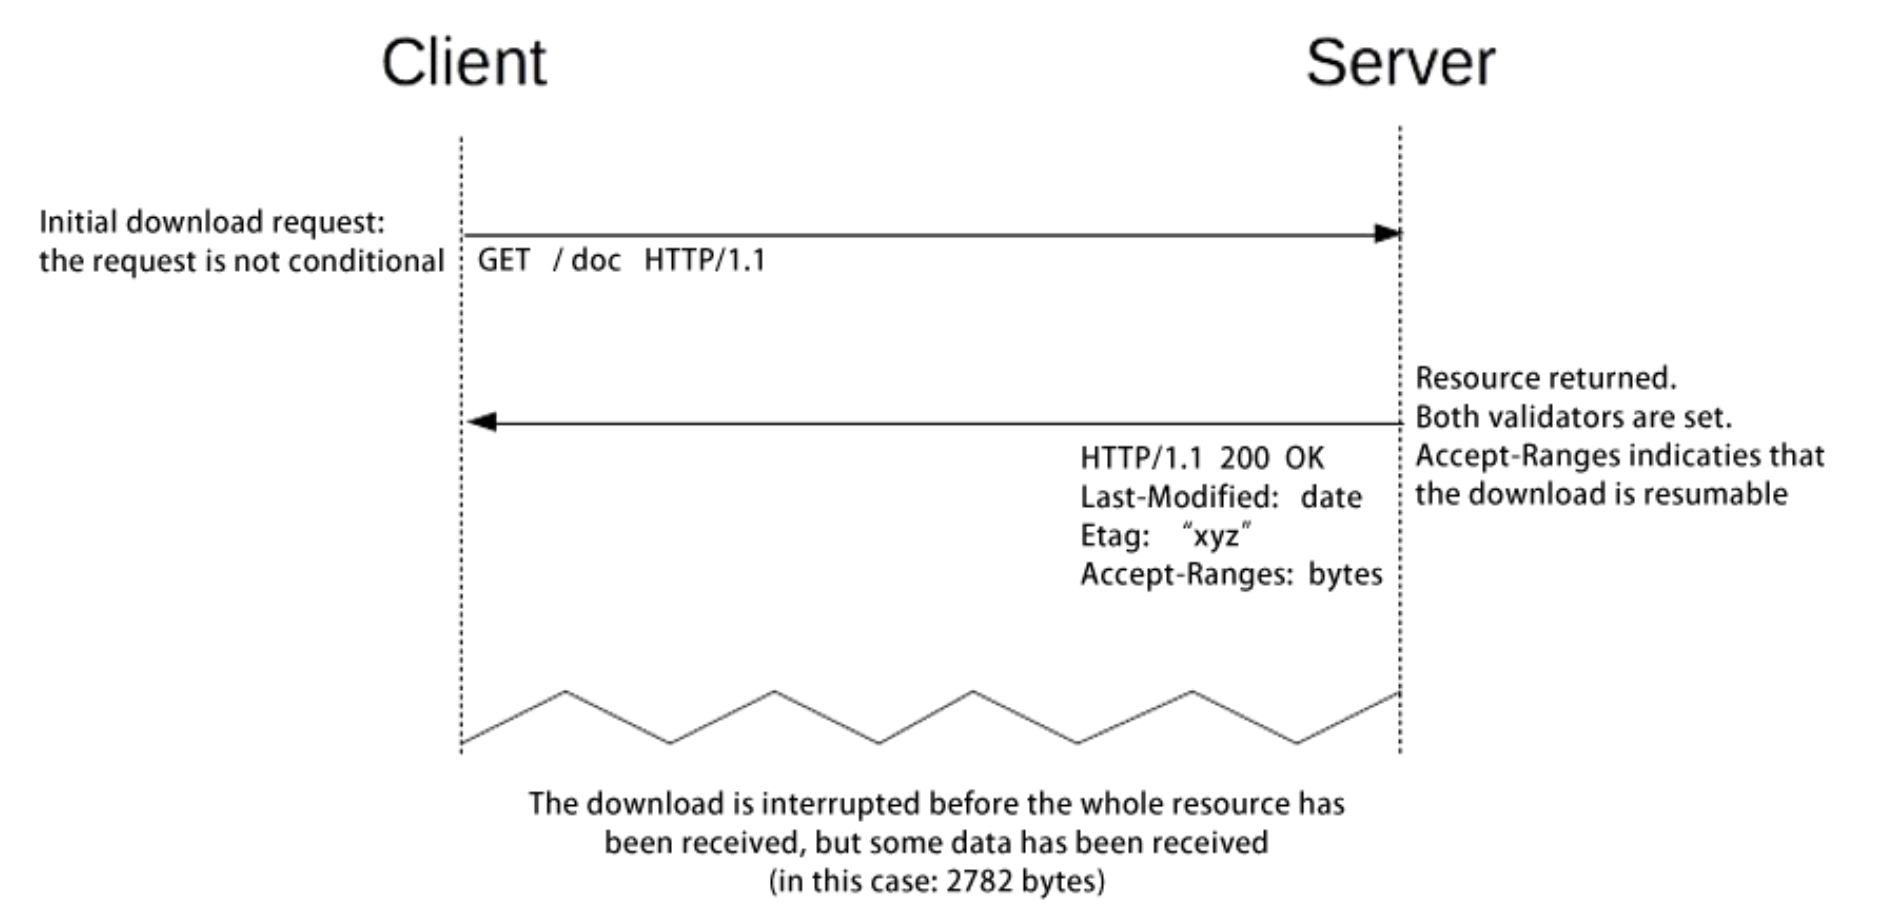 Client
Server
Initial download request:
the request is not conditional
GET / doc HTTP/1.1
Resource returned.
Both validators are set.
Accept-Ranges indicaties that
the download is resumable
HTTP/1.1 200 OK
Last-Modified: date
Etag: “xyz”
Accept-Ranges: bytes
The download is interrupted before the whole resource has
been received, but some data has been received
(in this case: 2782 bytes)